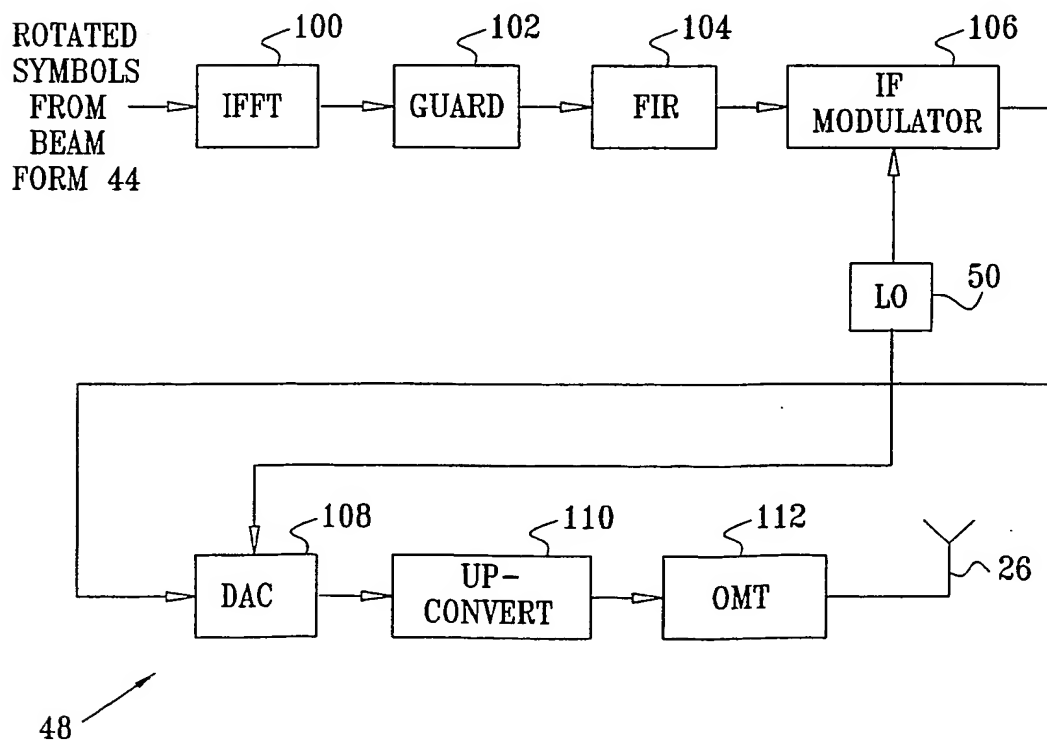 ROTATED
SYMBOLS
FROM
BEAM
FORM 44
100
IFFT
102
GUARD
104
FIR
106
IF
MODULATOR
LO
50
108
DAC
110
UP-
CONVERT
112
OMT
26
48